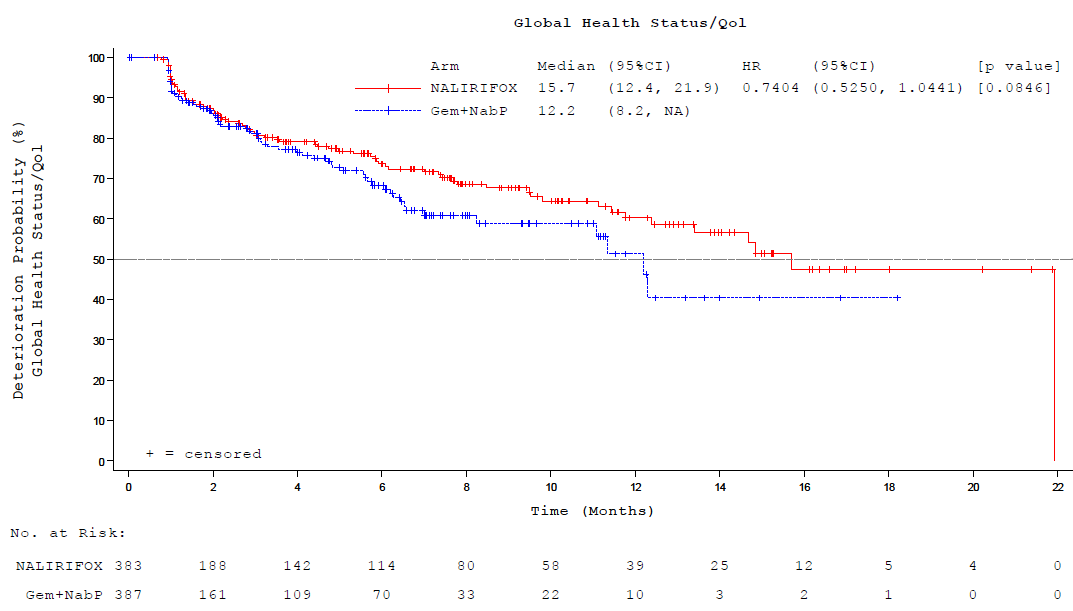 Global Health Status/Qol
Arm Median (95%CI) HR (95%CI) [p value]
NALIRIFOX 15.7 (12.4, 21.9) 0.7404 (0.5250, 1.0441) [0.0846]
Gem+NabP 12.2 (8.2, NA)
Deterioration Probability (%)
Global Health Status/Qol
100
90
80
70
60
50
40
30
20
10
0
+ = censored
0 2 4 6 8 10 12 14 16 18 20 22
Time (Months)
No. at Risk:
NALIRIFOX 383 188 142 114 80 58 39 25 12 5 4 0
Gem+NabP 387 161 109 70 33 22 10 3 2 1 0 0